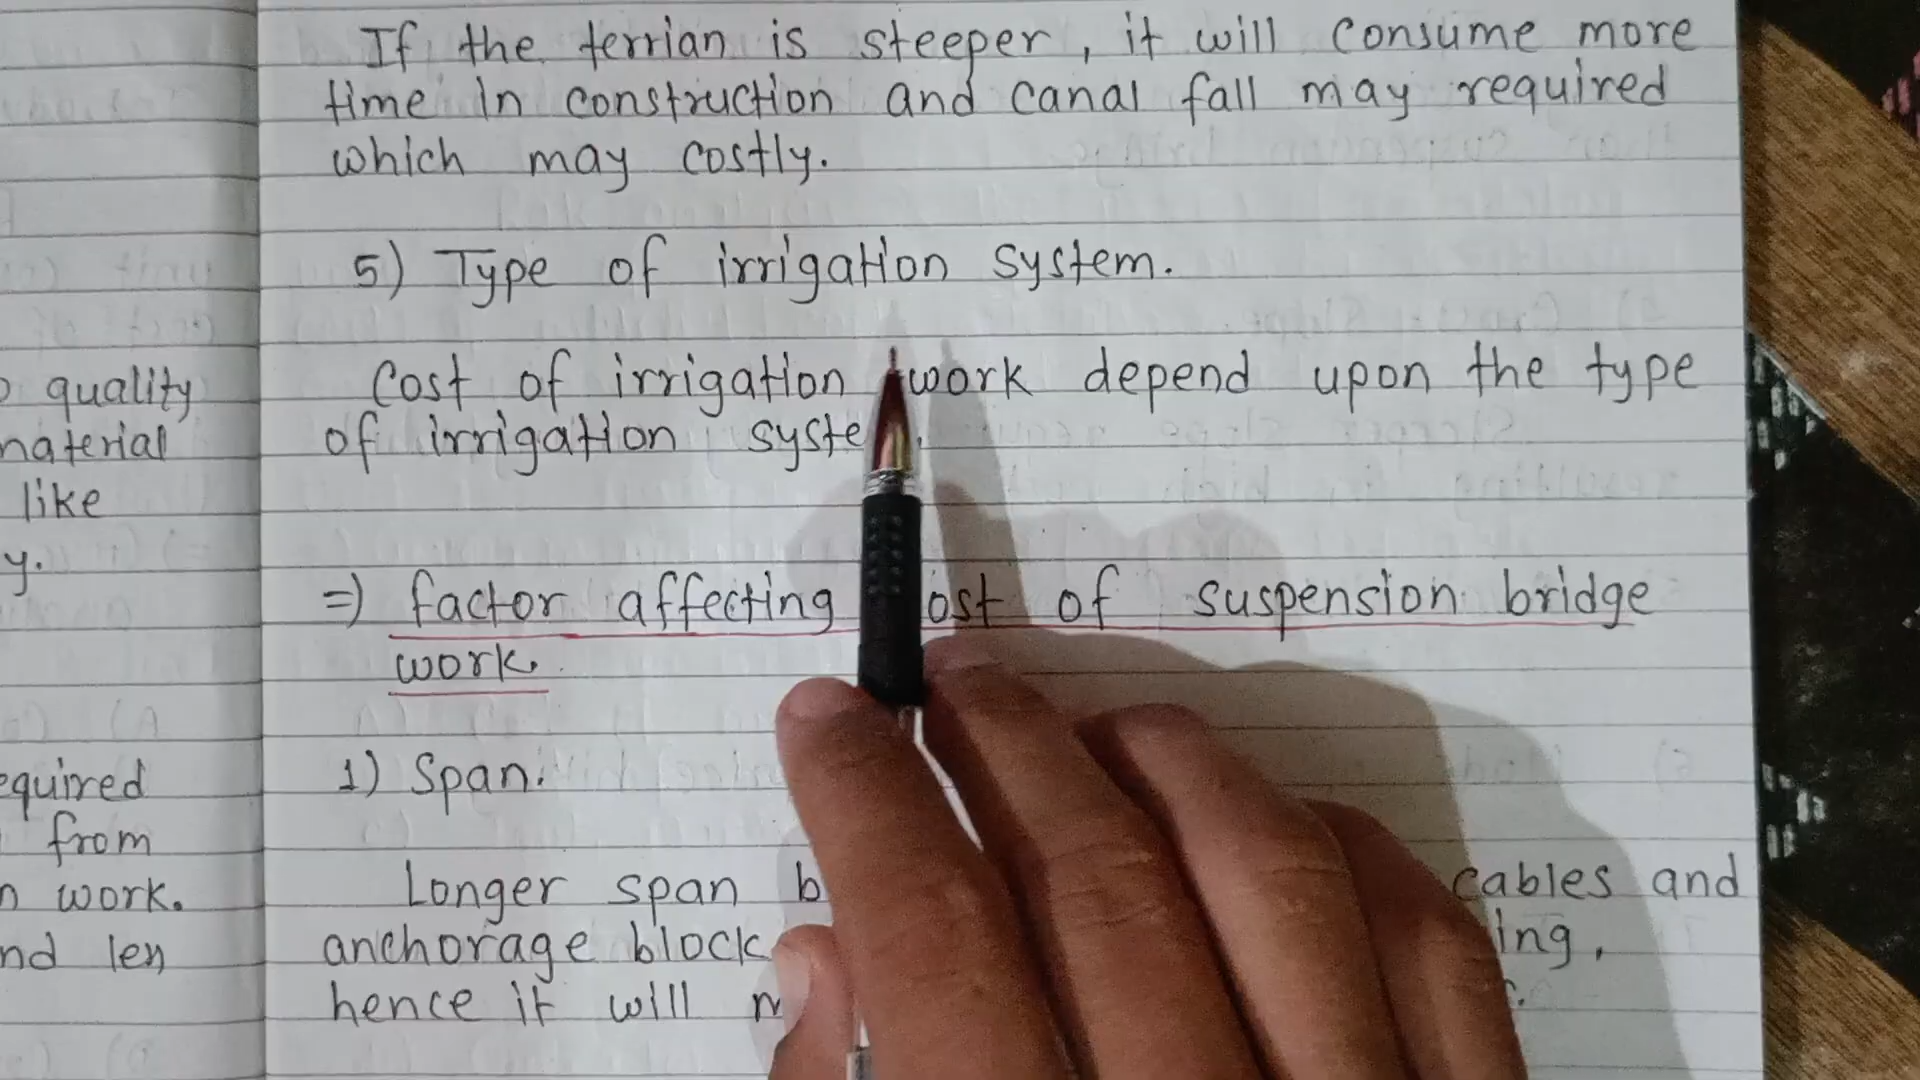 quality
material
like
y.
equired
from
n work.
nd len
If the terrian is steeper, it will consume more
time in construction and canal fall may required
which may costly.
5) Type of irrigation system.
Cost of irrigation work depend upon the type
of irrigation syste
=) factor affecting ost of suspension bridge
work.
1) Span.
Longer span b cables and
anchorage block ing,
hence it will